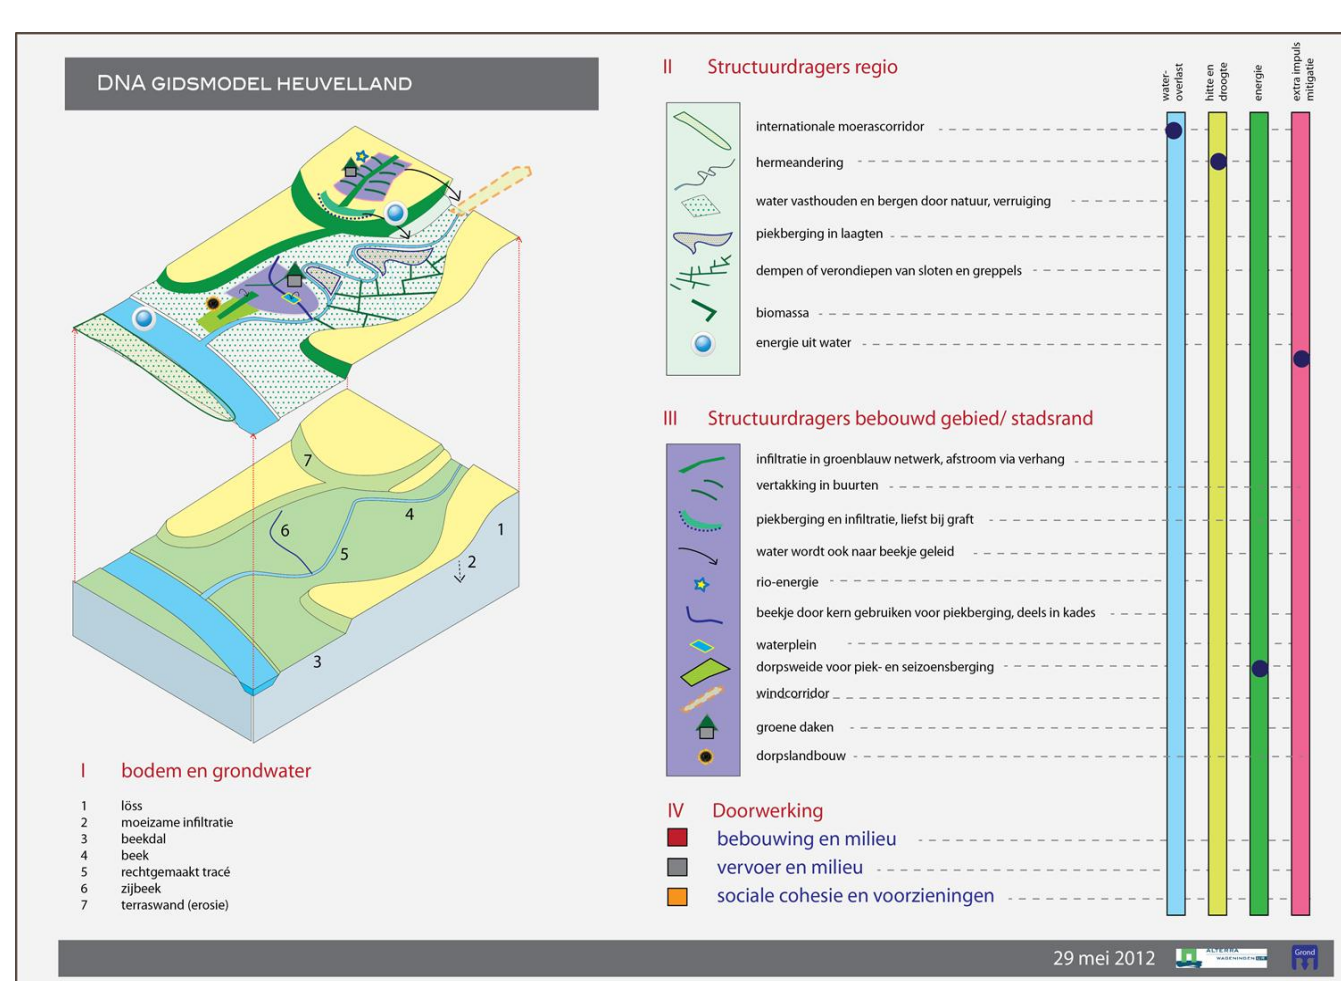 DNA GIDSMODEL HEUVELLAND
7
6
5
4
1
2
3
I bodem en grondwater
1 löss
2 moeizame infiltratie
3 beekdal
4 beek
5 rechtgemaakt tracé
6 zijbeek
7 terraswand (erosie)
II Structuurdragers regio
water-
overlast
hitte en
droogte
energie
extra impuls
mitigatie
internationale moerascorridor
hermeandering
water vasthouden en bergen door natuur, verruiging
piekberging in laagten
dempen of verondiepen van sloten en greppels
biomassa
energie uit water
III Structuurdragers bebouwd gebied/ stadsrand
infiltratie in groenblauw netwerk, afstroom via verhang
vertakking in buurten
piekberging en infiltratie, liefst bij graft
water wordt ook naar beekje geleid
rio-energie
beekje door kern gebruiken voor piekberging, deels in kades
waterplein
dorpsweide voor piek- en seizoensberging
windcorridor
groene daken
dorpslandbouw
IV Doorwerking
bebouwing en milieu
vervoer en milieu
sociale cohesie en voorzieningen
29 mei 2012
ALTERRA
WAGENINGEN UR
Grond